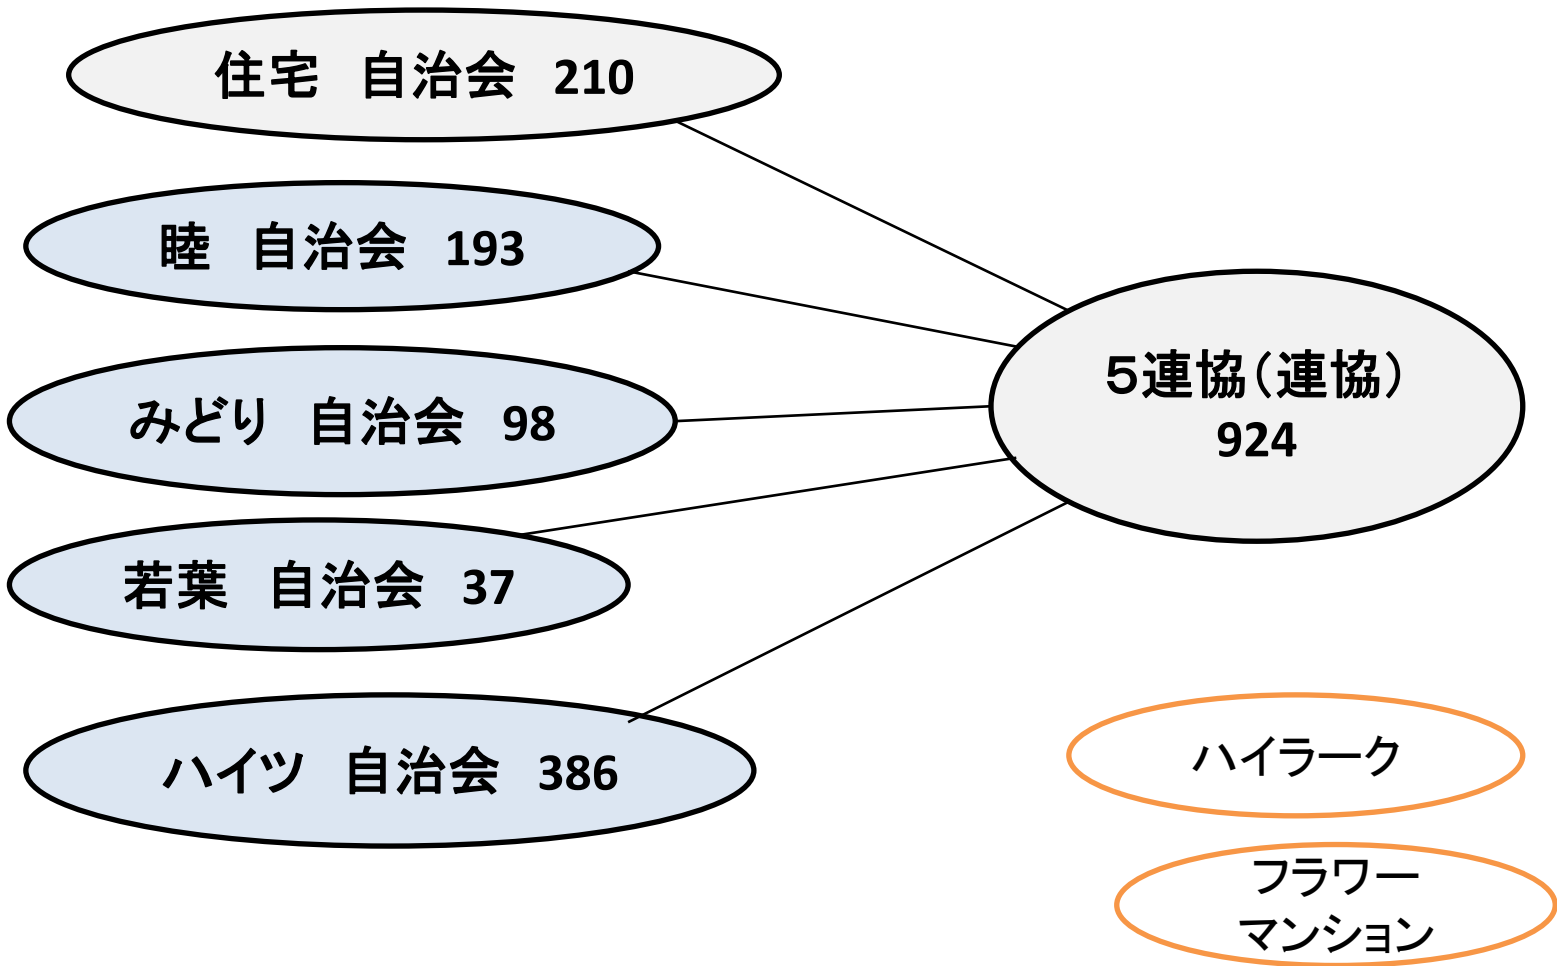 住宅　自治会　210
睦　自治会　193
みどり　自治会　98
若葉　自治会　37
ハイツ　自治会　386
５連協（連協）
924
ハイラーク
フラワー
マンション